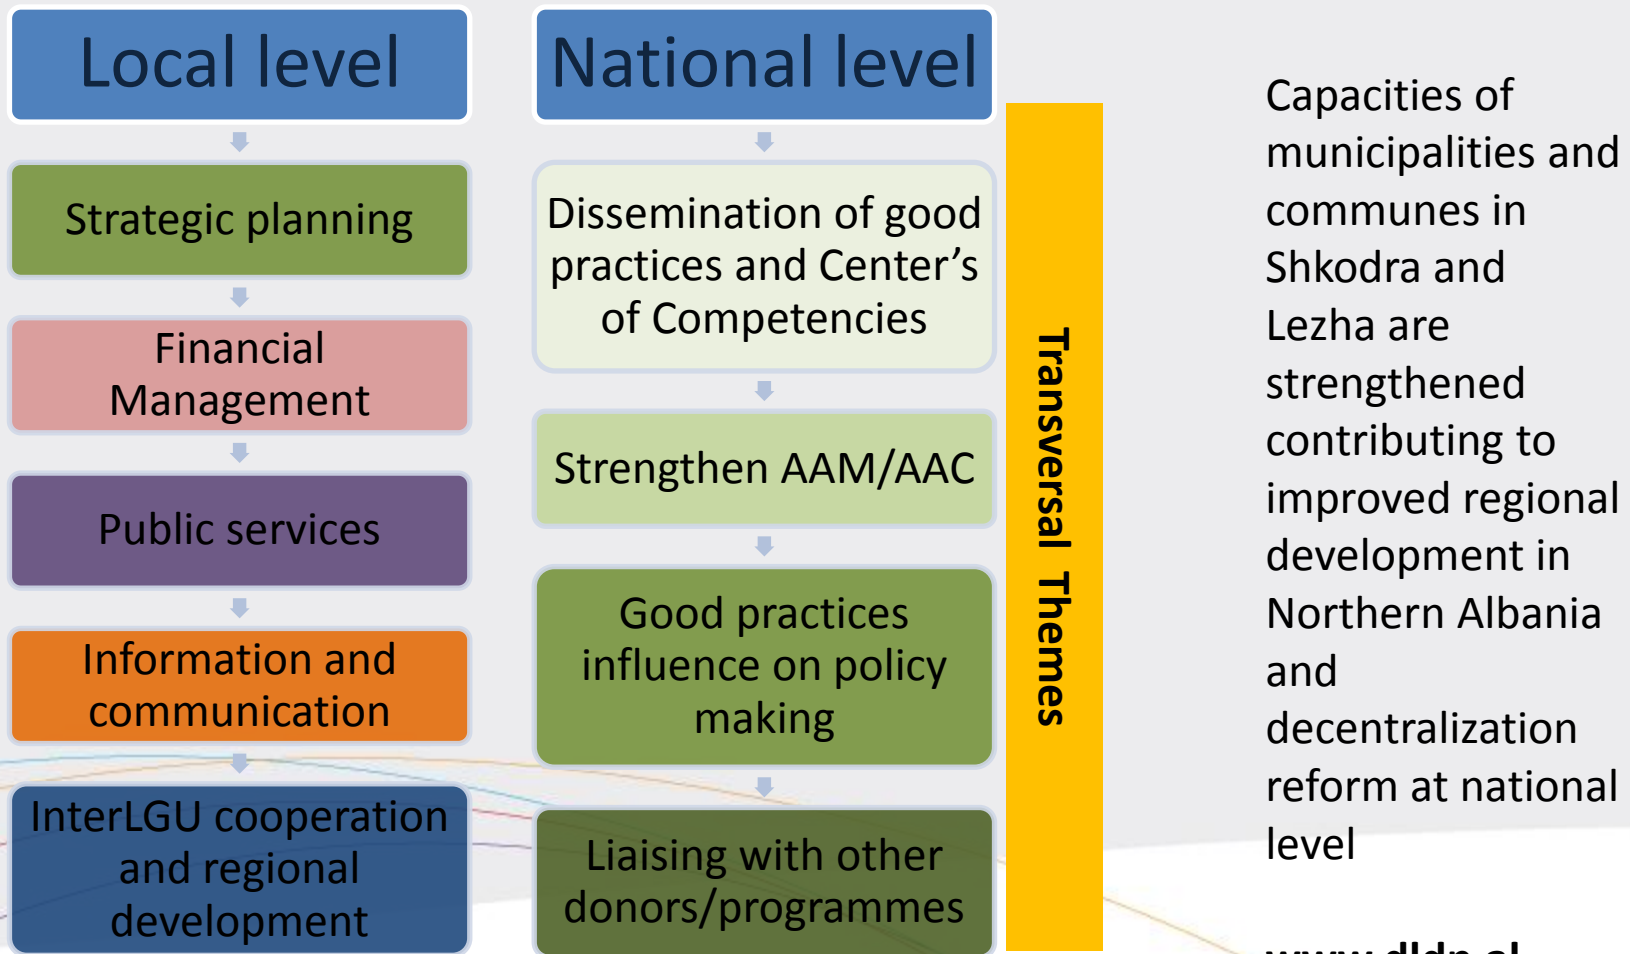 Local level
Strategic planning
Financial
Management
Public services
Information and
communication
InterLGU cooperation
and regional
development
National level
Dissemination of good
practices and Center’s
of Competencies
Strengthen AAM/AAC
Good practices
influence on policy
making
Liaising with other
donors/programmes
Transversal Themes
Capacities of
municipalities and
communes in
Shkodra and
Lezha are
strengthened
contributing to
improved regional
development in
Northern Albania
and
decentralization
reform at national
level
www.dldp.al